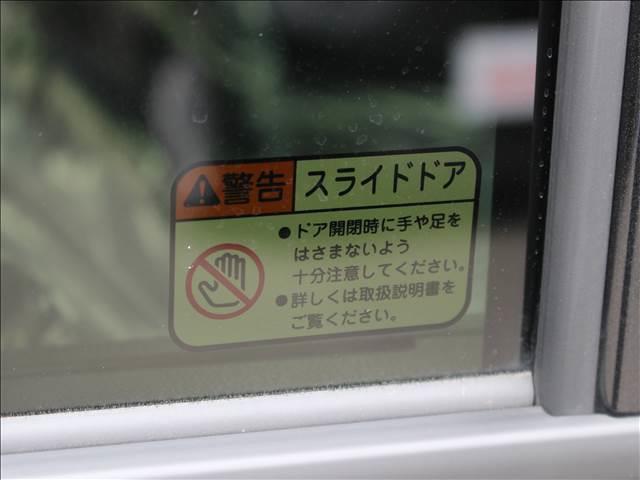 ⚠警告 スライドドア
●ドア開閉時に手や足を
はさまないよう
十分注意してください。
●詳しくは取扱説明書を
ご覧ください。